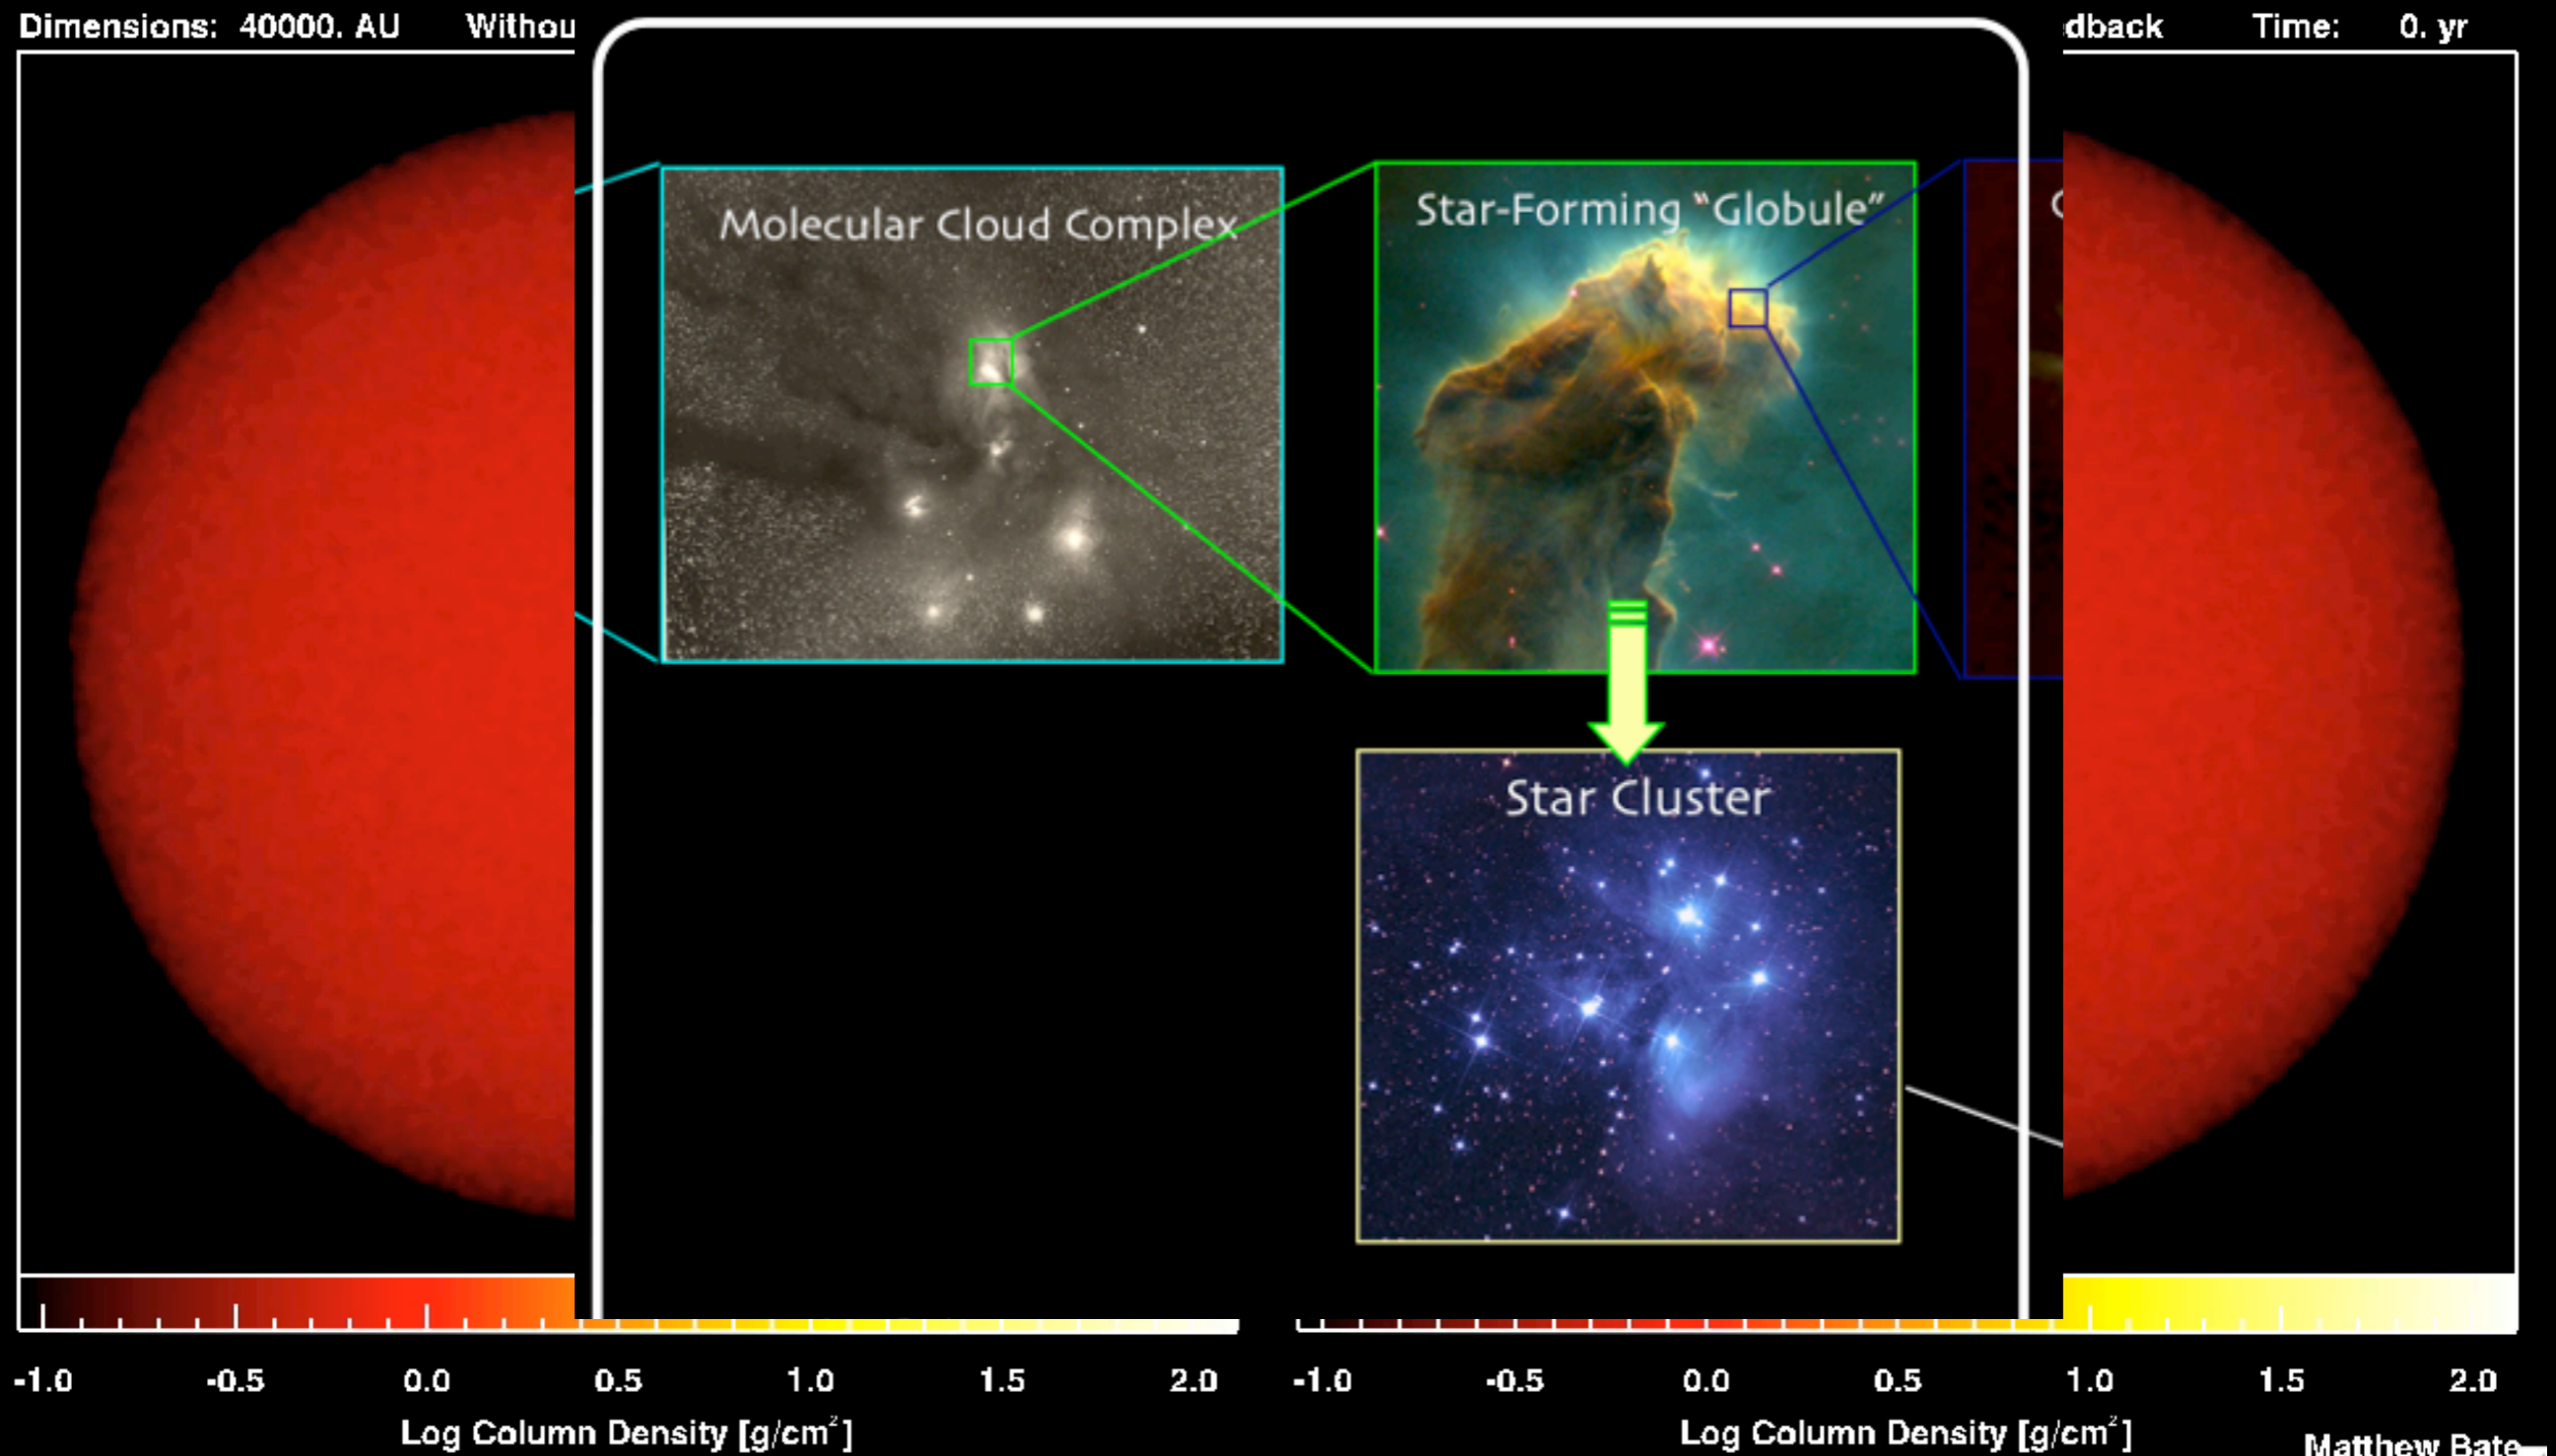 Dimensions: 40000. AU
Time: 0. yr
Molecular Cloud Complex
Star-Forming “Globule”
Star Cluster
-1.0 -0.5 0.0 0.5 1.0 1.5 2.0
Log Column Density [g/cm²]
-1.0 -0.5 0.0 0.5 1.0 1.5 2.0
Log Column Density [g/cm²]
Matthew Bate